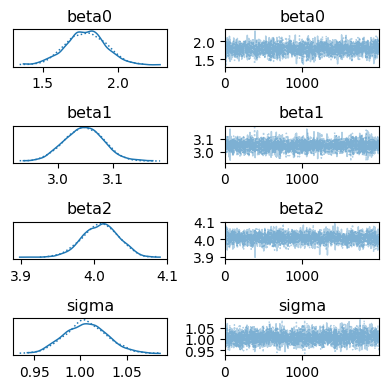 beta0 beta0
2.0
1.5
1.5 2.0 0 1000
beta1 beta1
3.1
3.0
3.0 3.1 0 1000
beta2 beta2
4.1
4.0
3.9
3.9 4.0 4.1 0 1000
sigma sigma
1.05
1.00
0.95
0.95 1.00 1.05 0 1000